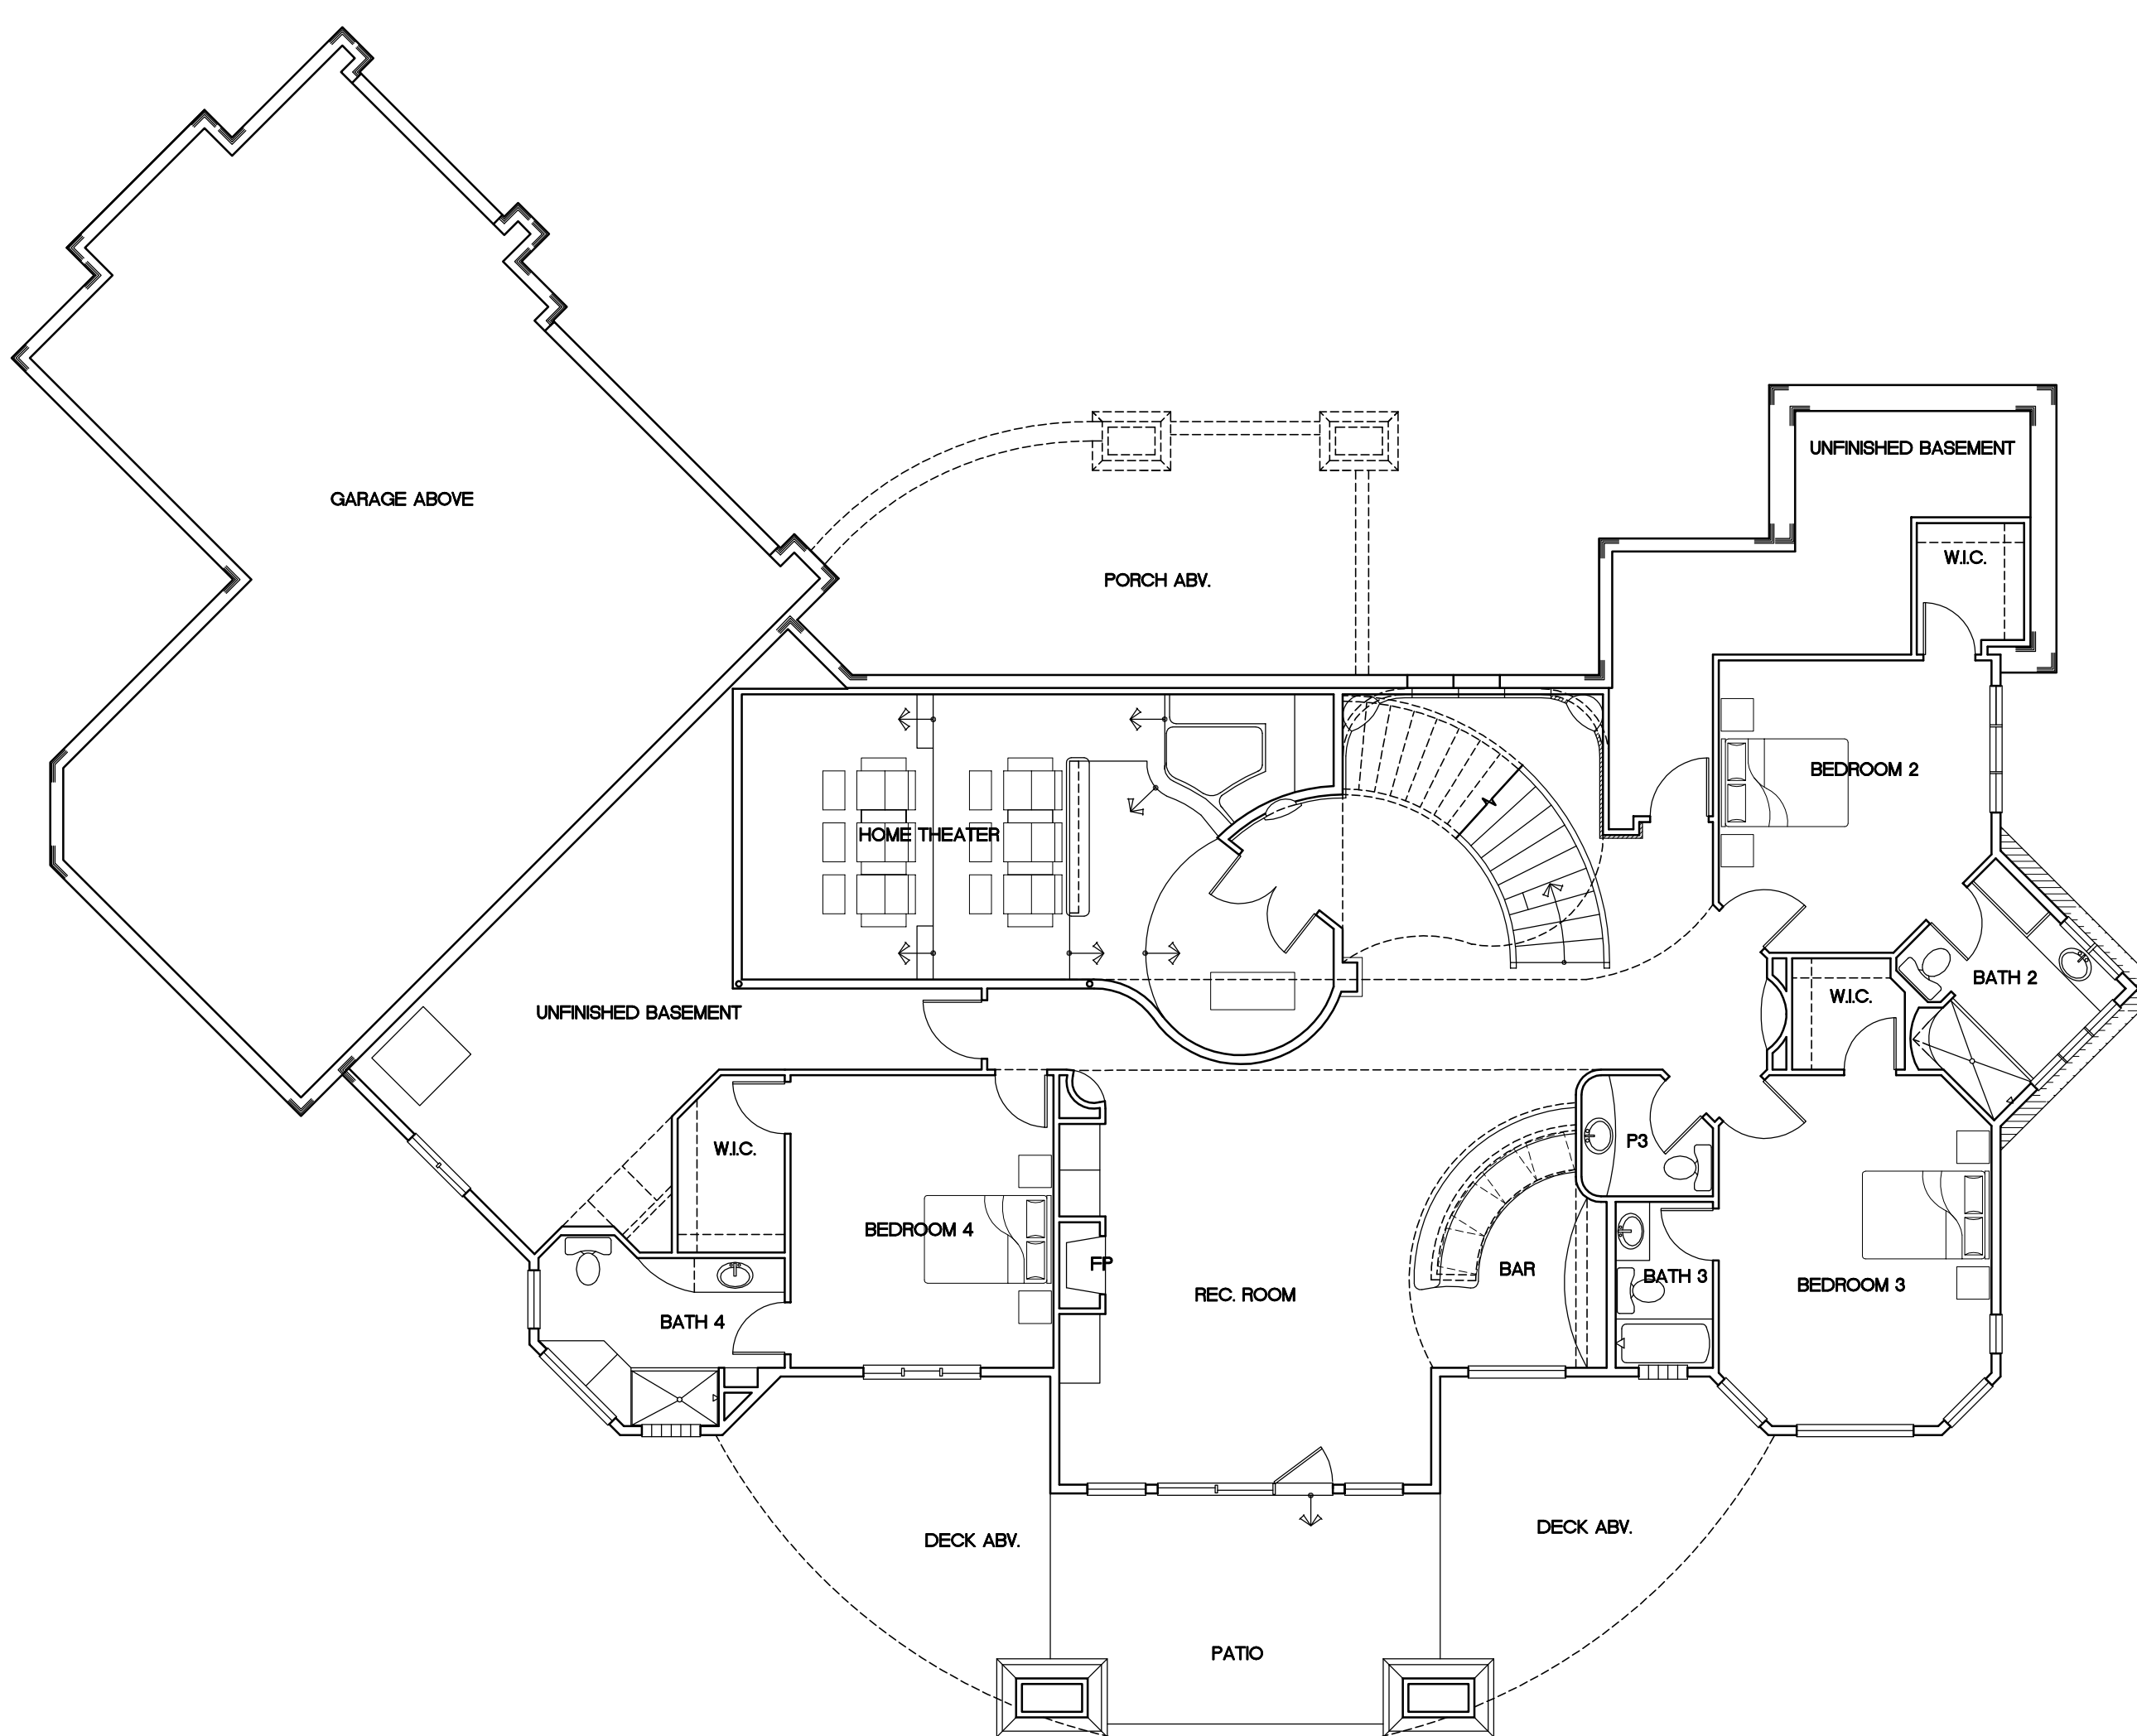 UNFINISHED BASEMENT
GARAGE ABOVE
W.I.C.
PORCH ABV.
BEDROOM 2
HOME THEATER
BATH 2
W.I.C.
UNFINISHED BASEMENT
P3
W.I.C.
BEDROOM 4
FP
BAR
BATH 3
BEDROOM 3
REC. ROOM
BATH 4
DECK ABV.
DECK ABV.
PATIO